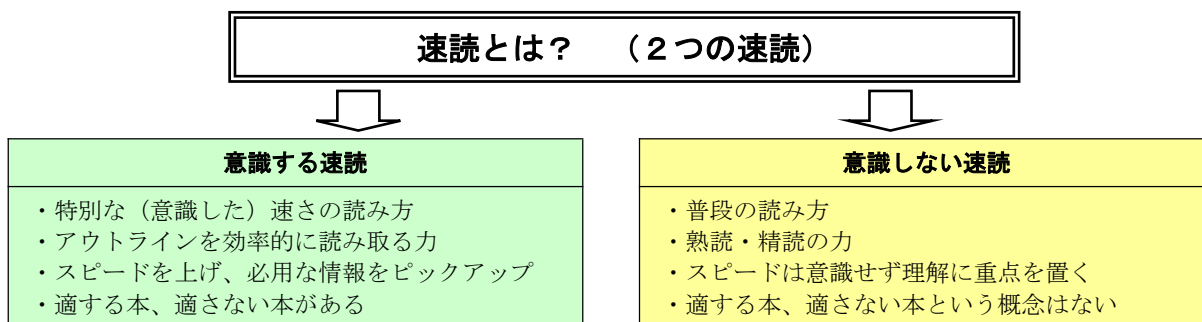 速読とは？　（２つの速読）
意識する速読
・特別な（意識した）速さの読み方
・アウトラインを効率的に読み取る力
・スピードを上げ、必用な情報をピックアップ
・適する本、適さない本がある
意識しない速読
・普段の読み方
・熟読・精読の力
・スピードは意識せず理解に重点を置く
・適する本、適さない本という概念はない